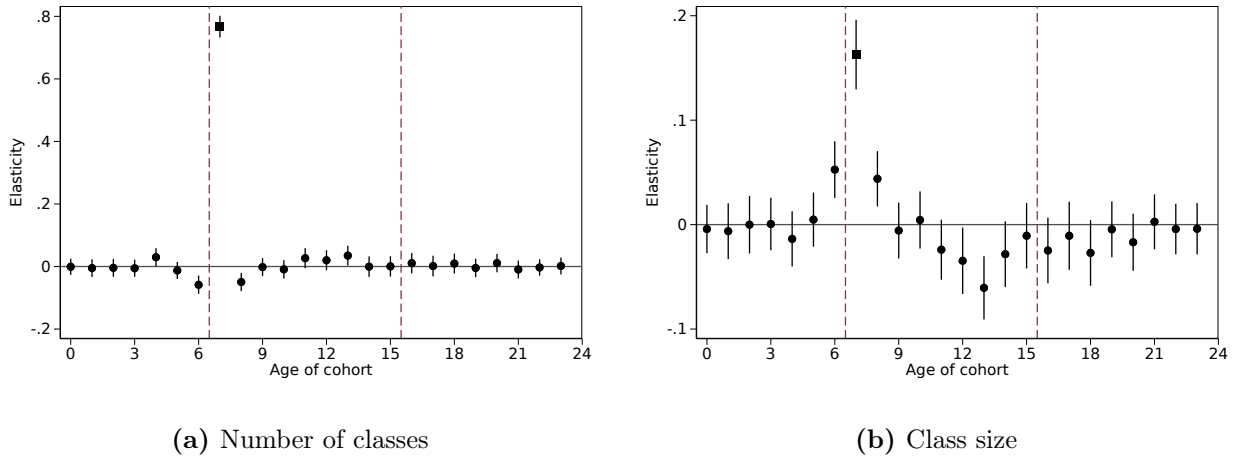 .8
.6
.4
.2
0
-.2
Elasticity
0 3 6 9 12 15 18 21 24
Age of cohort
(a) Number of classes
.2
.1
0
-.1
Elasticity
0 3 6 9 12 15 18 21 24
Age of cohort
(b) Class size